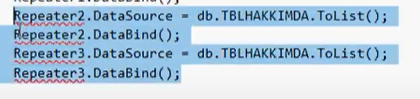 Repeater2.DataSource = db.TBLHAKKIMDA.ToList();
Repeater2.DataBind();
Repeater3.DataSource = db.TBLHAKKIMDA.ToList();
Repeater3.DataBind();